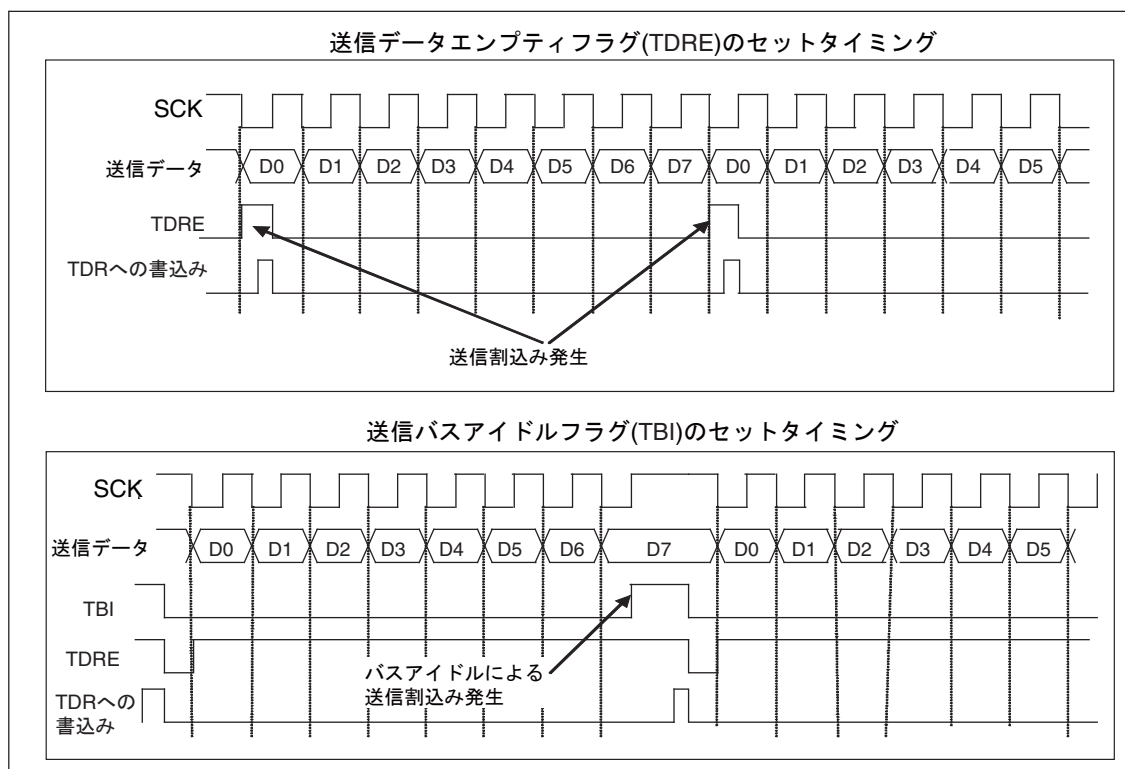 送信データエンプティフラグ(TDRE)のセットタイミング
SCK
送信データ D0 D1 D2 D3 D4 D5 D6 D7 D0 D1 D2 D3 D4 D5
TDRE
TDRへの書込み
送信割込み発生
送信バスアイドルフラグ(TBI)のセットタイミング
SCK
送信データ D0 D1 D2 D3 D4 D5 D6 D7 D0 D1 D2 D3 D4 D5
TBI
TDRE
バスアイドルによる
送信割込み発生
TDRへの
書込み